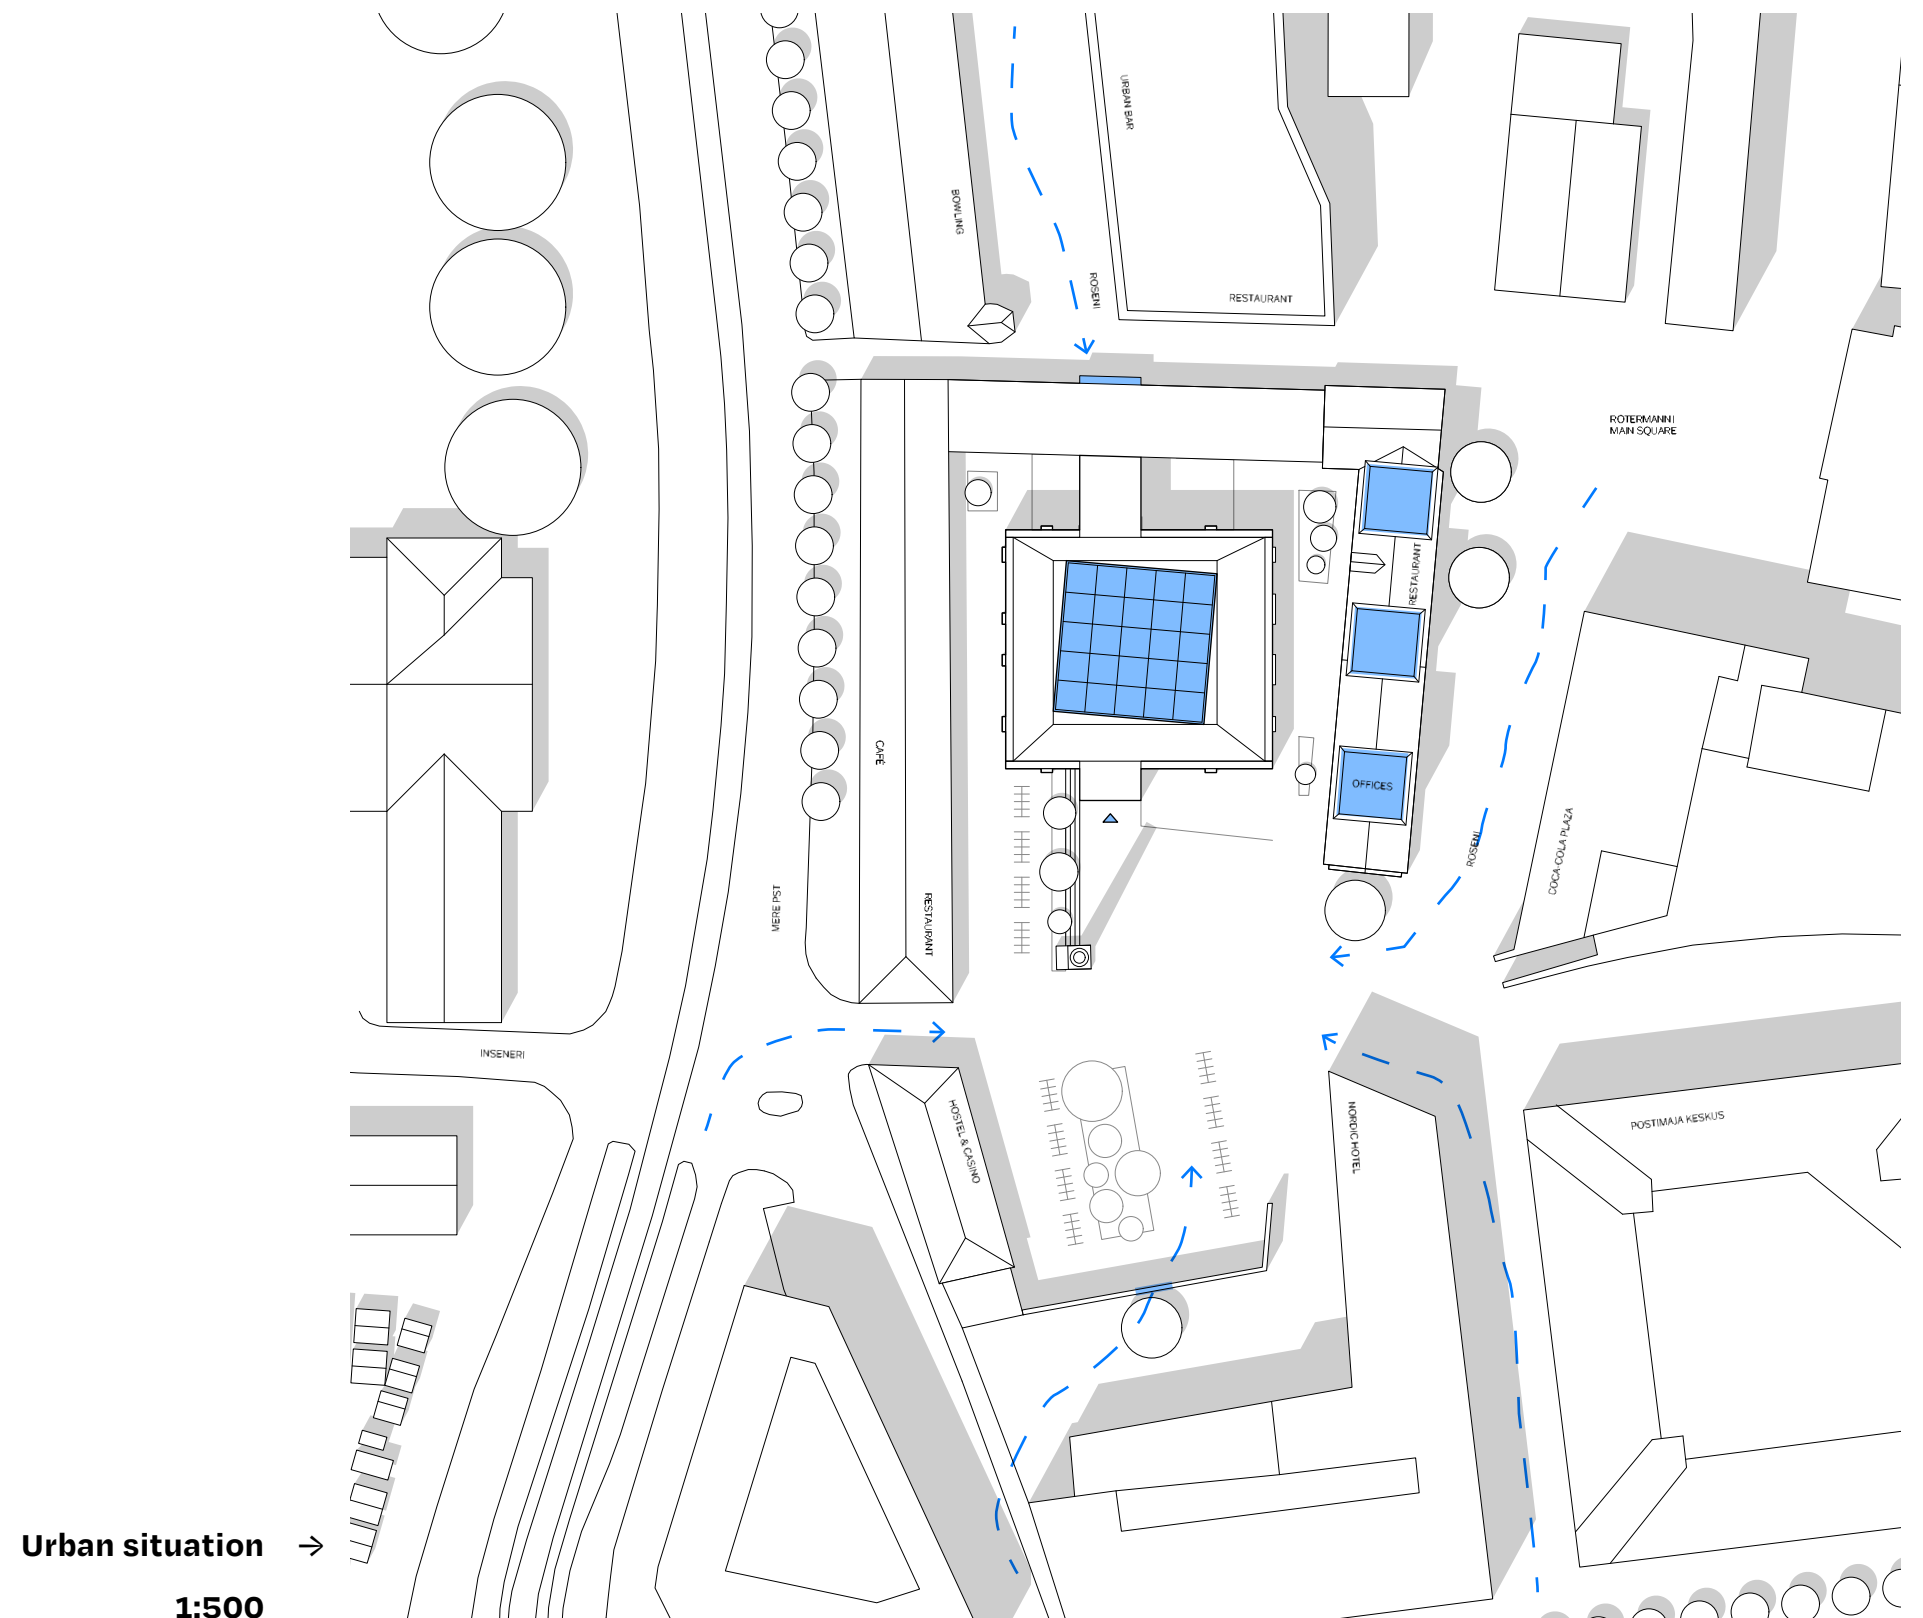 URBAN BAR
BOWLING
ROSENI
RESTAURANT
ROTERMANNI
MAIN SQUARE
RESTAURANT
CAFÉ
OFFICES
ROSENI
COCA-COLA PLAZA
MERE PST
RESTAURANT
INSENERI
HOSTEL & CASINO
NORDIC HOTEL
POSTIMAJA KESKUS
Urban situation →
1:500